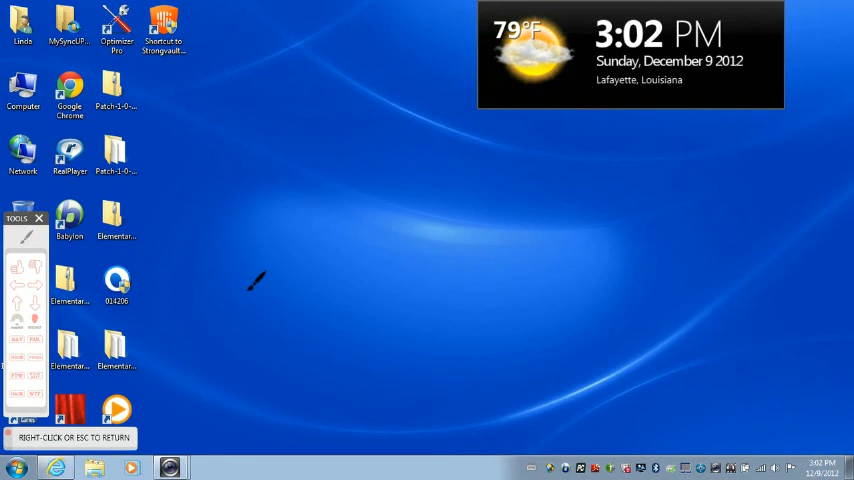 Linda
MySyncUP...
Optimizer
Pro
Shortcut to
Strongvault...
79°F
3:02 PM
Sunday, December 9 2012
Lafayette, Louisiana
Computer
Google
Chrome
Patch-1-0-...
Network
RealPlayer
Patch-1-0-...
TOOLS
Babylon
Elementar...
Elementar...
014206
Elementar...
Elementar...
Games
RIGHT-CLICK OR ESC TO RETURN
3:02 PM
12/9/2012